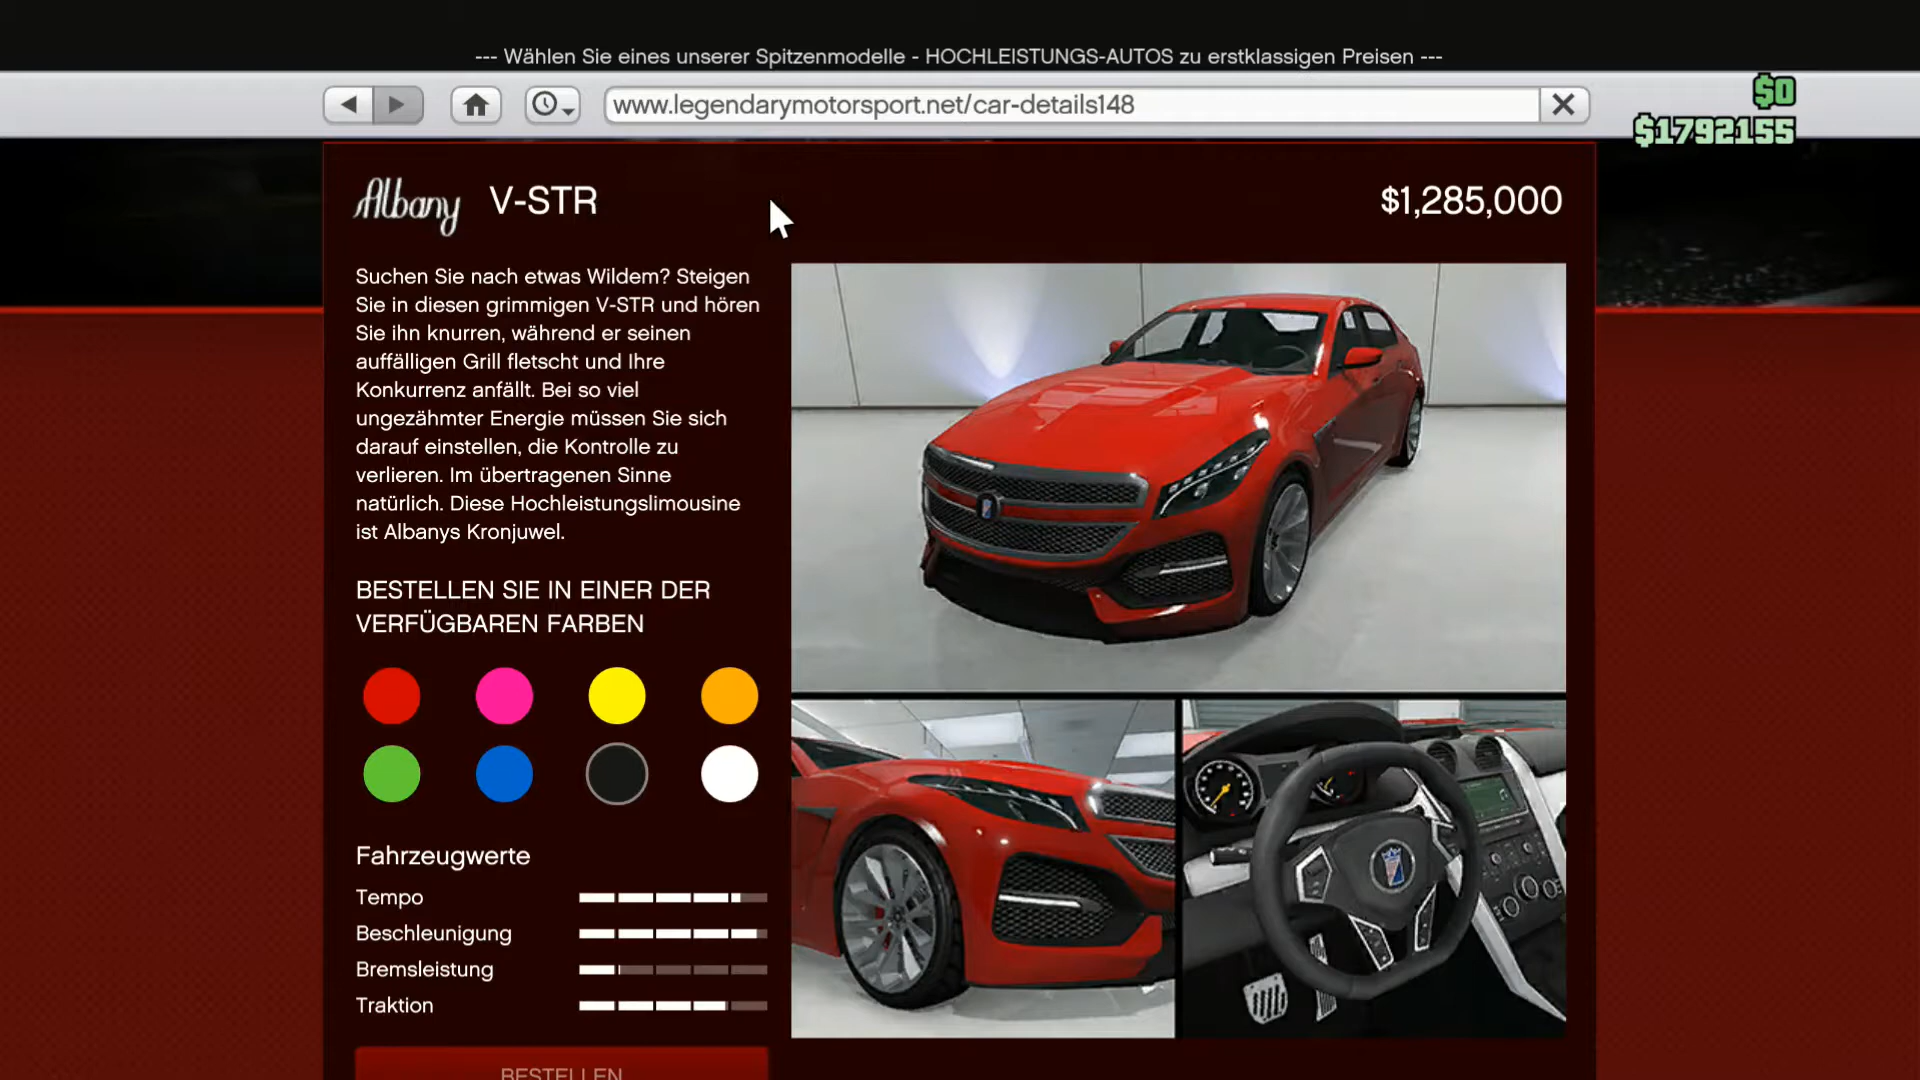 --- Wählen Sie eines unserer Spitzenmodelle - HOCHLEISTUNGS-AUTOS zu erstklassigen Preisen ---
www.legendarymotorsport.net/car-details148
$0
$1792155
Albany V-STR
$1,285,000
Suchen Sie nach etwas Wildem? Steigen
Sie in diesen grimmigen V-STR und hören
Sie ihn knurren, während er seinen
auffälligen Grill fletscht und Ihre
Konkurrenz anfällt. Bei so viel
ungezähmter Energie müssen Sie sich
darauf einstellen, die Kontrolle zu
verlieren. Im übertragenen Sinne
natürlich. Diese Hochleistungslimousine
ist Albanys Kronjuwel.
BESTELLEN SIE IN EINER DER
VERFÜGBAREN FARBEN
Fahrzeugwerte
Tempo
Beschleunigung
Bremsleistung
Traktion
BESTELLEN